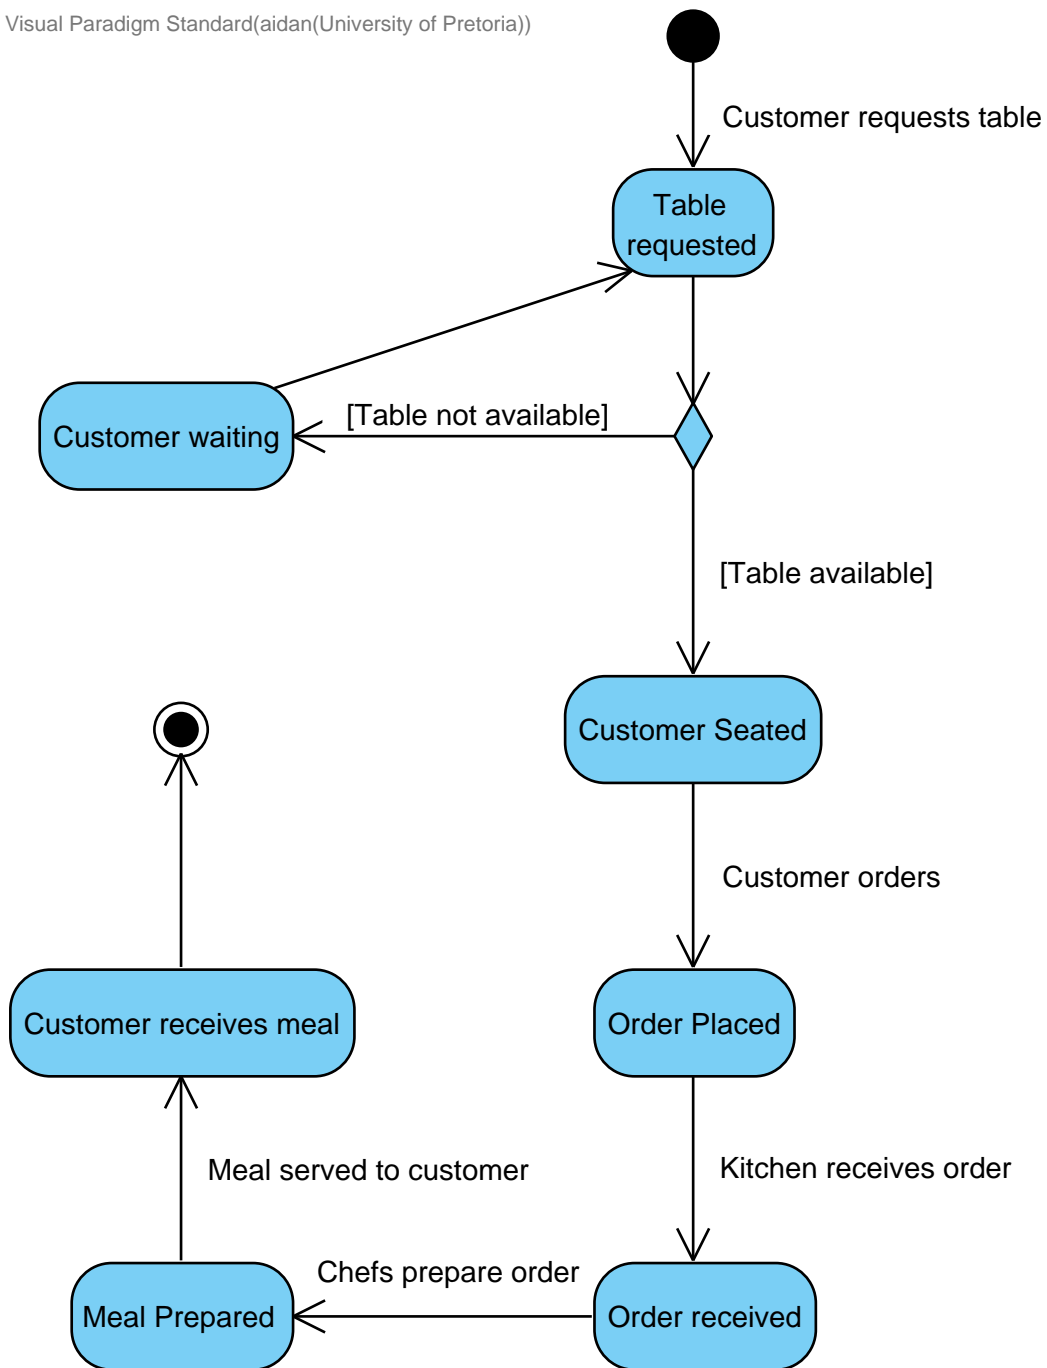 Visual Paradigm Standard(aidan(University of Pretoria))
Customer requests table
Table
requested
[Table not available]
Customer waiting
[Table available]
Customer Seated
Customer orders
Customer receives meal
Order Placed
Meal served to customer
Kitchen receives order
Chefs prepare order
Meal Prepared
Order received